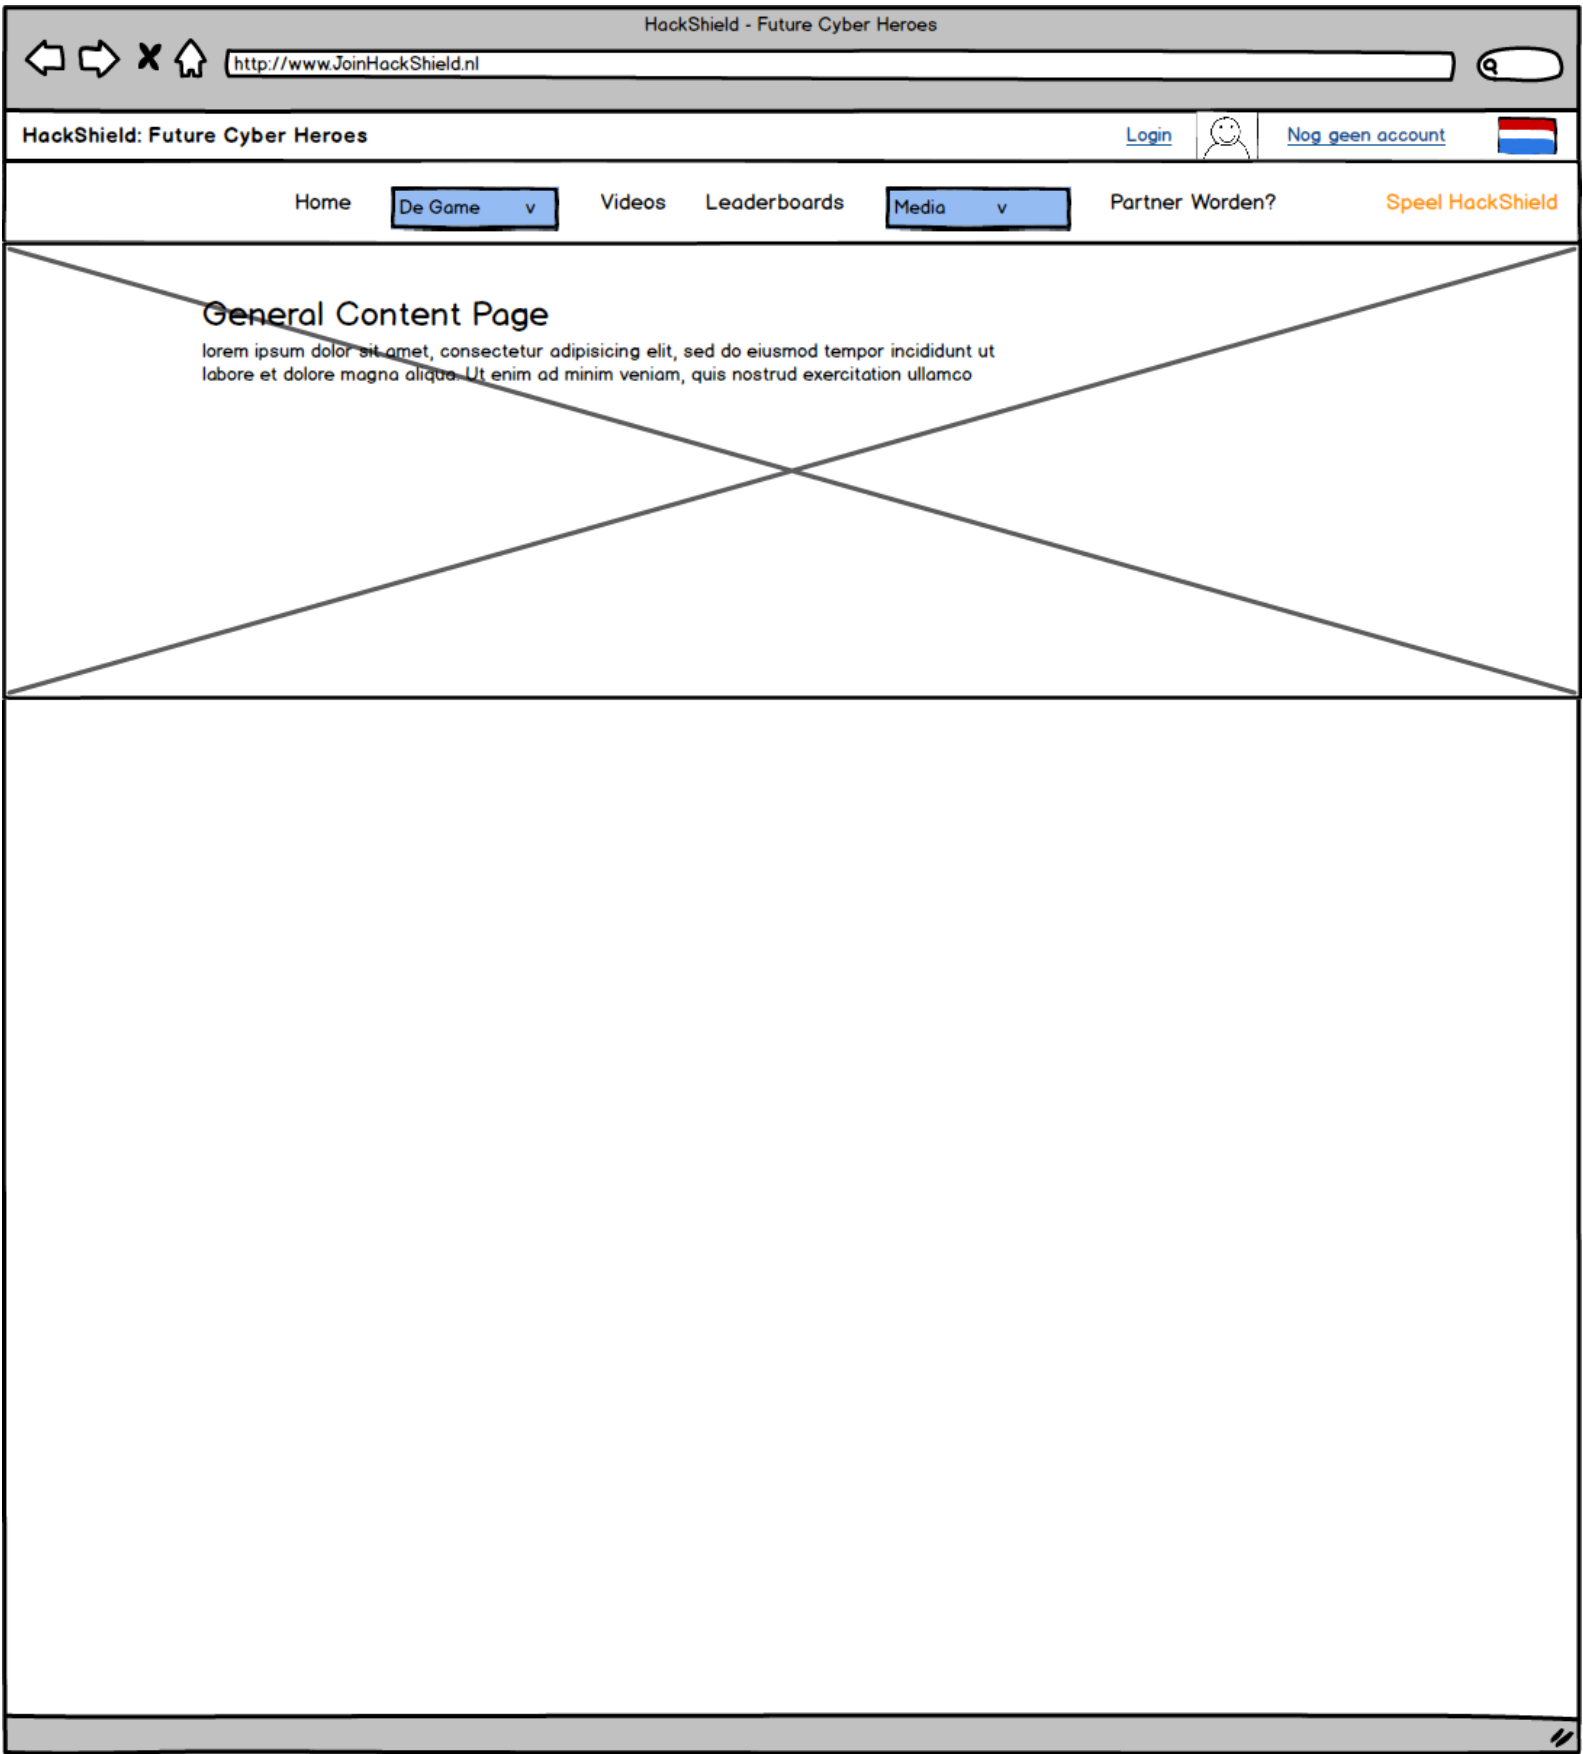 HackShield - Future Cyber Heroes
http://www.JoinHackShield.nl
HackShield: Future Cyber Heroes
Login
Nog geen account
Home
De Game v
Videos
Leaderboards
Media v
Partner Worden?
Speel HackShield
General Content Page
lorem ipsum dolor sit amet, consectetur adipisicing elit, sed do eiusmod tempor incididunt ut
labore et dolore magna aliqua. Ut enim ad minim veniam, quis nostrud exercitation ullamco